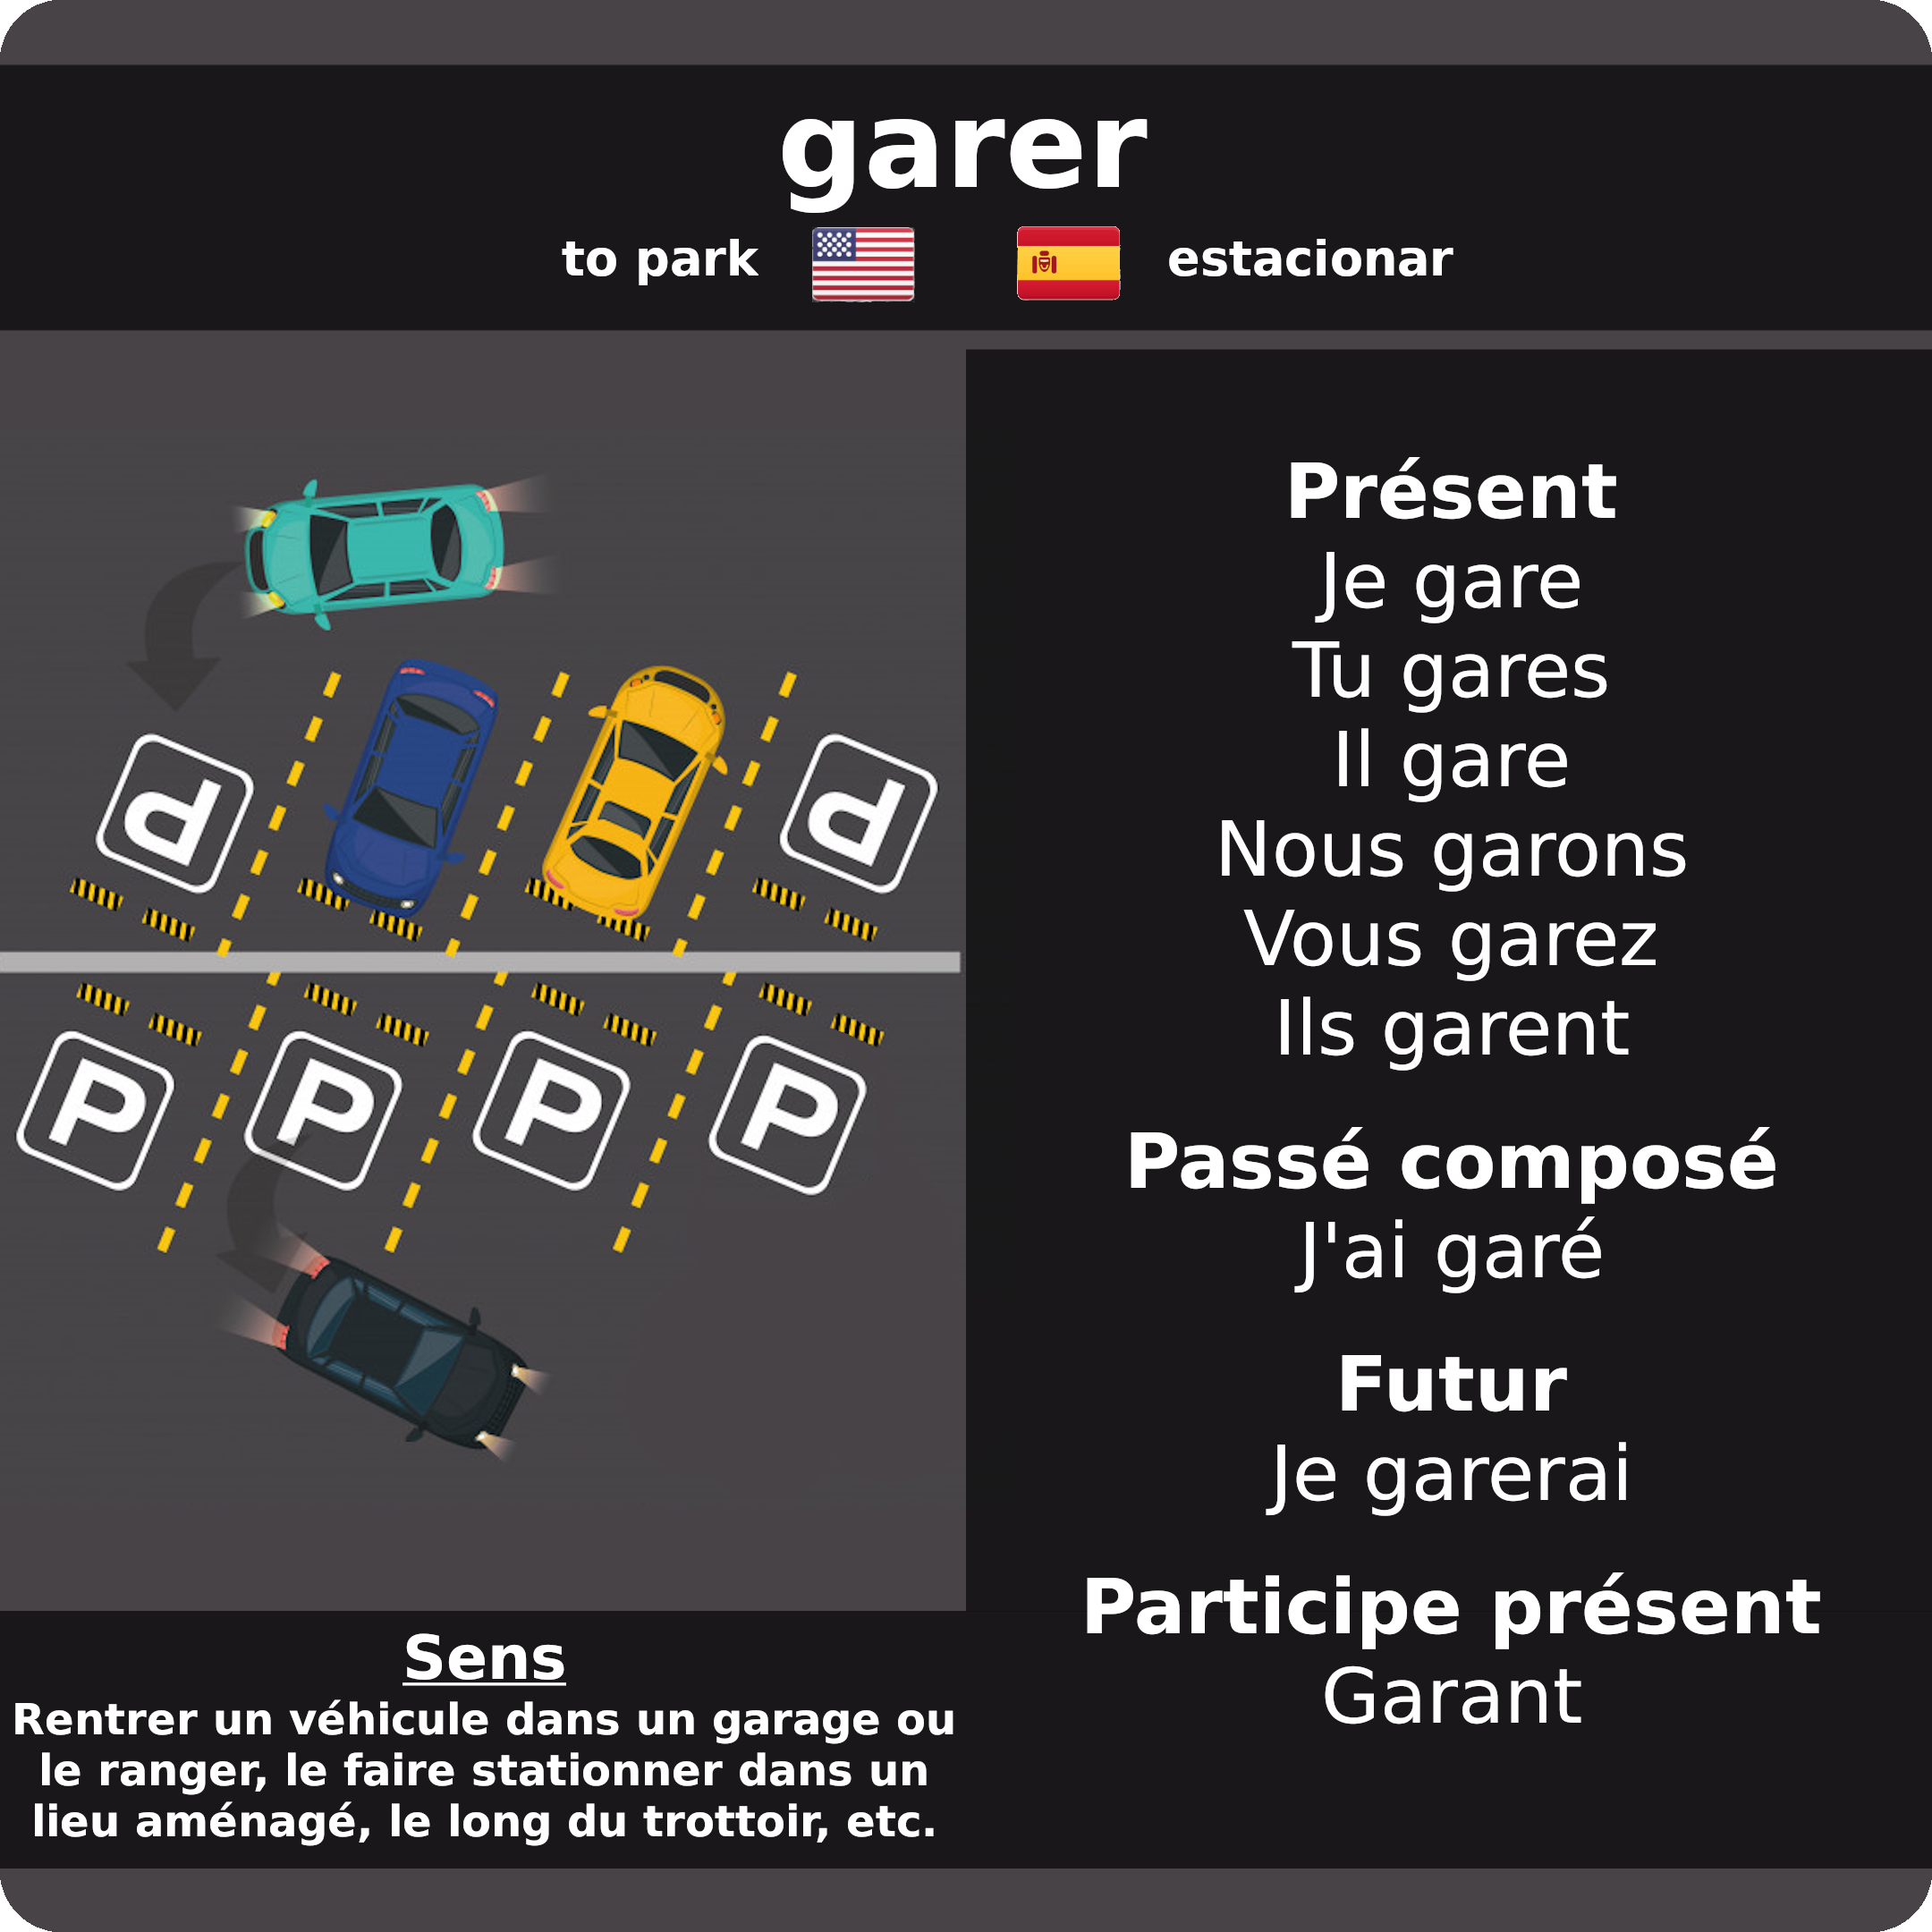 garer
to park
estacionar
P
P
P
P
P
P
Sens
Rentrer un véhicule dans un garage ou
le ranger, le faire stationner dans un
lieu aménagé, le long du trottoir, etc.
Présent
Je gare
Tu gares
Il gare
Nous garons
Vous garez
Ils garent
Passé composé
J'ai garé
Futur
Je garerai
Participe présent
Garant